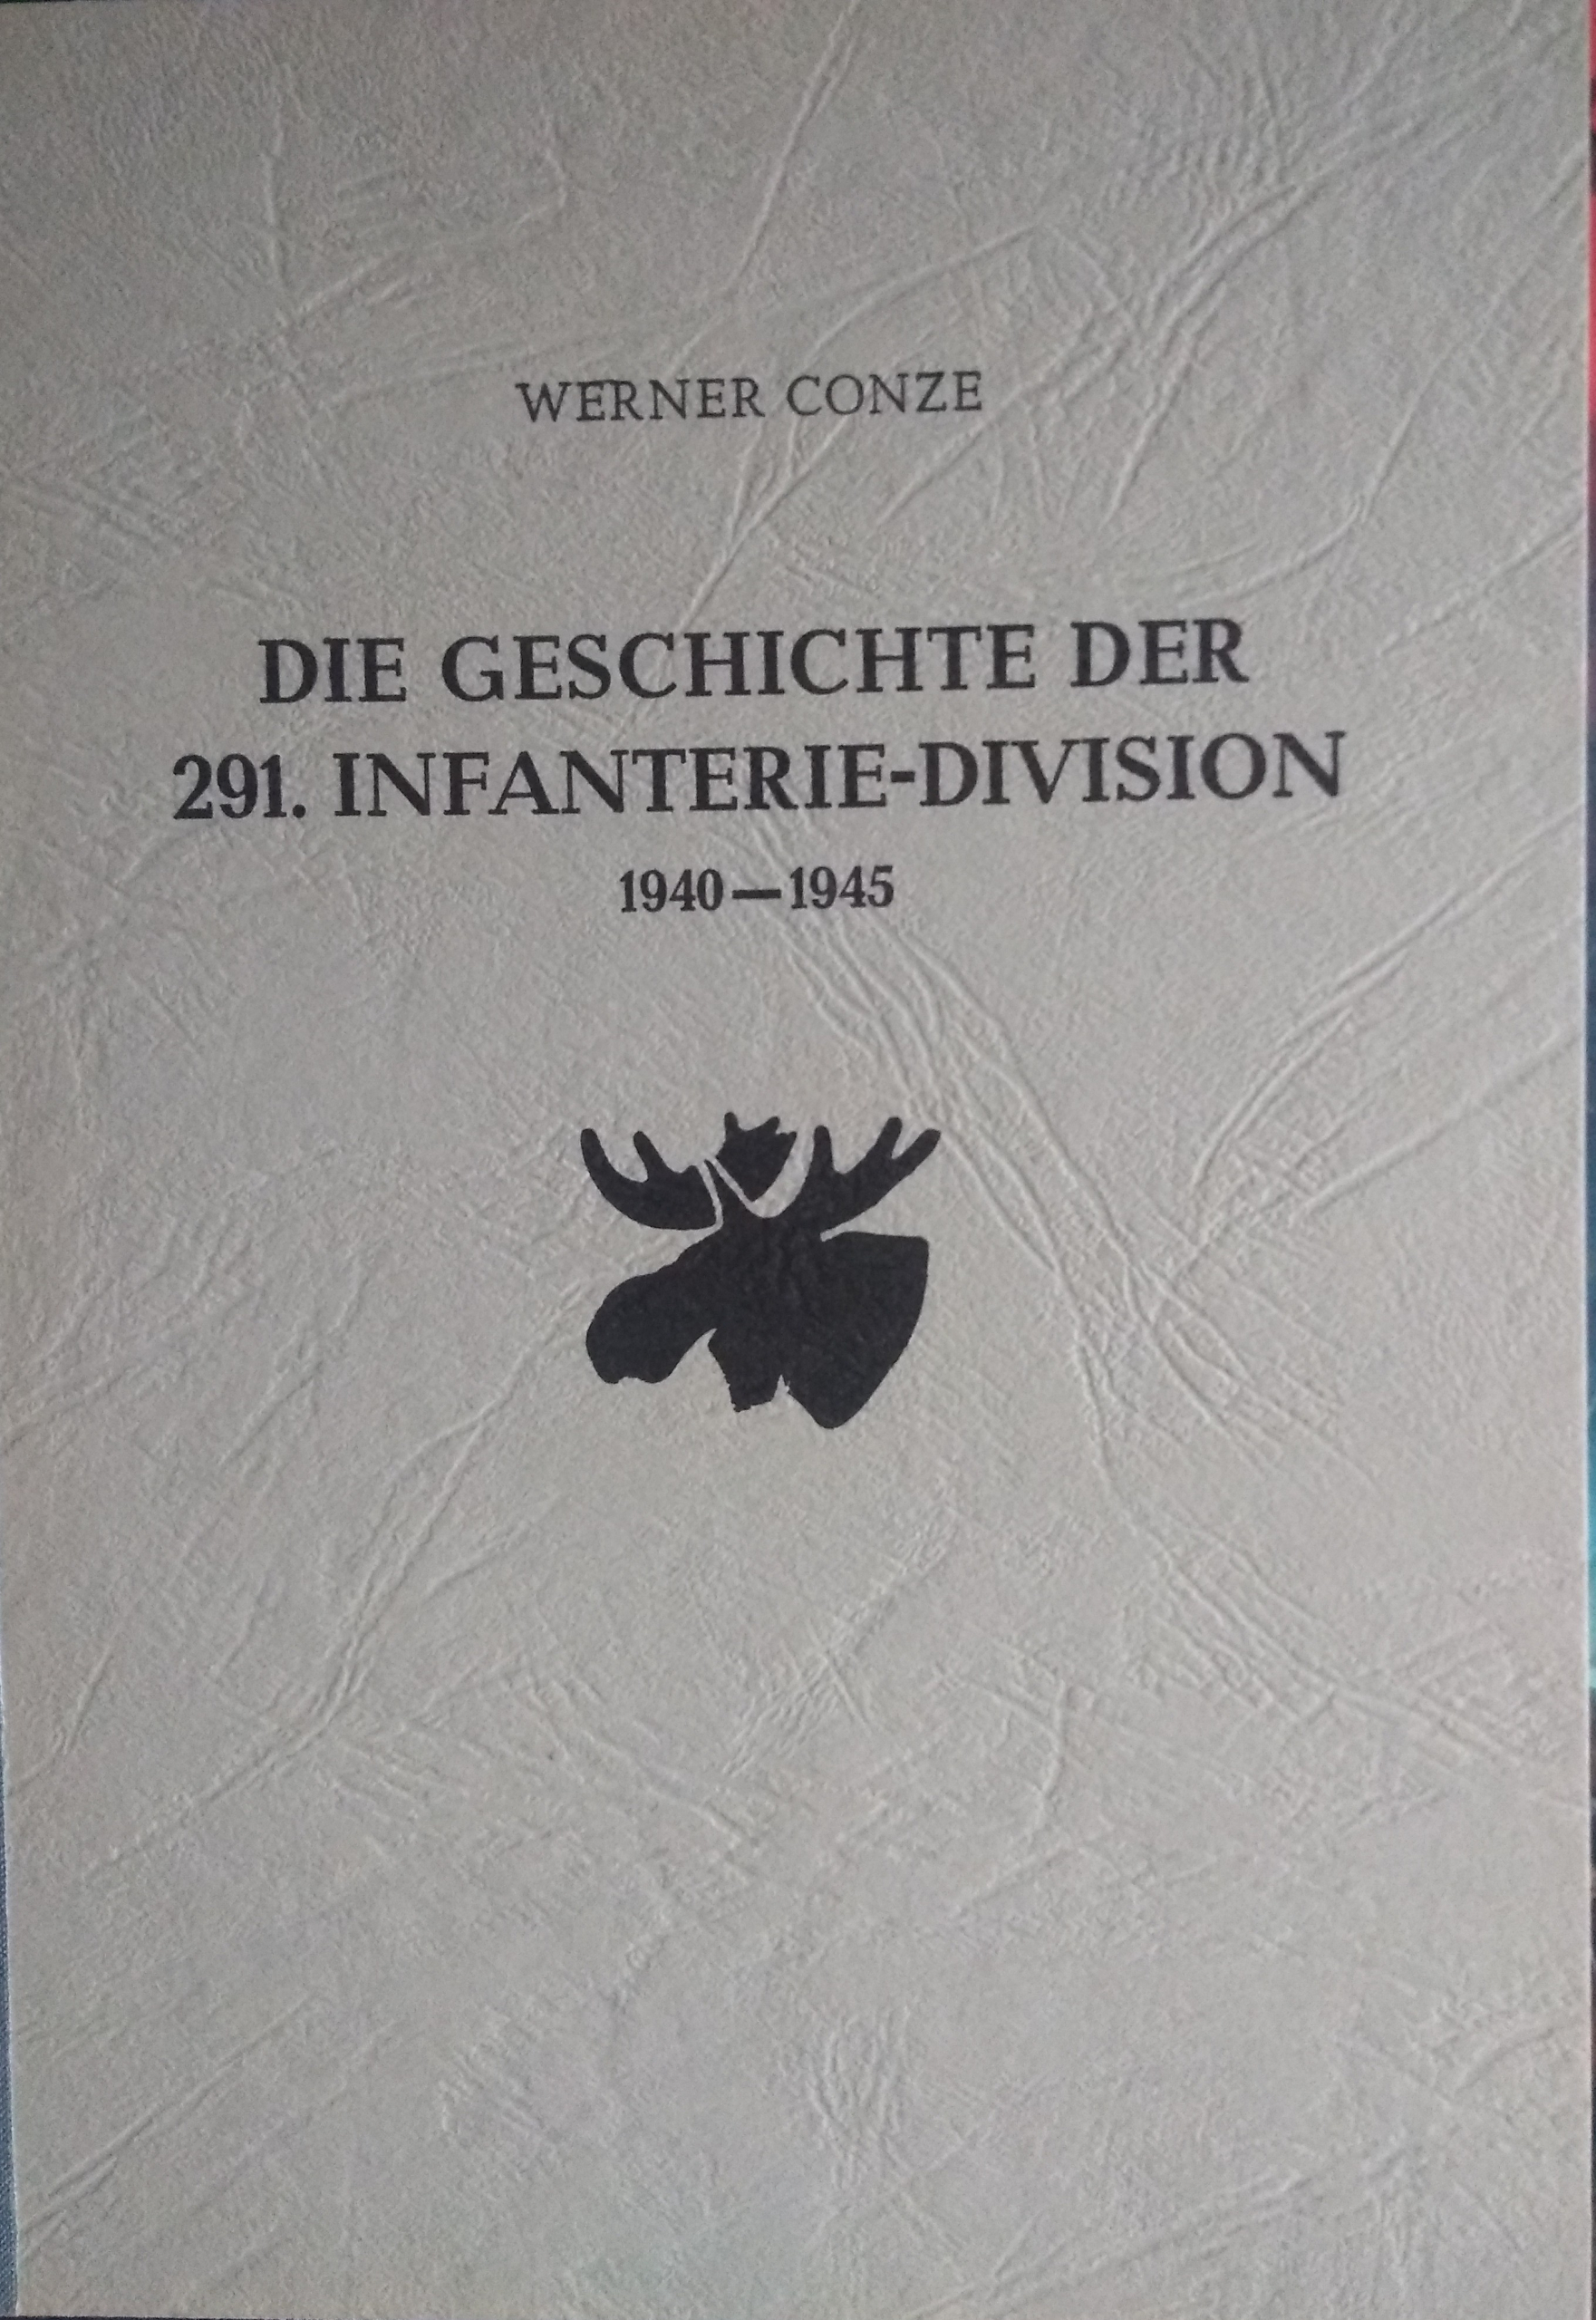 WERNER CONZE
DIE GESCHICHTE DER
291. INFANTERIE-DIVISION
1940—1945